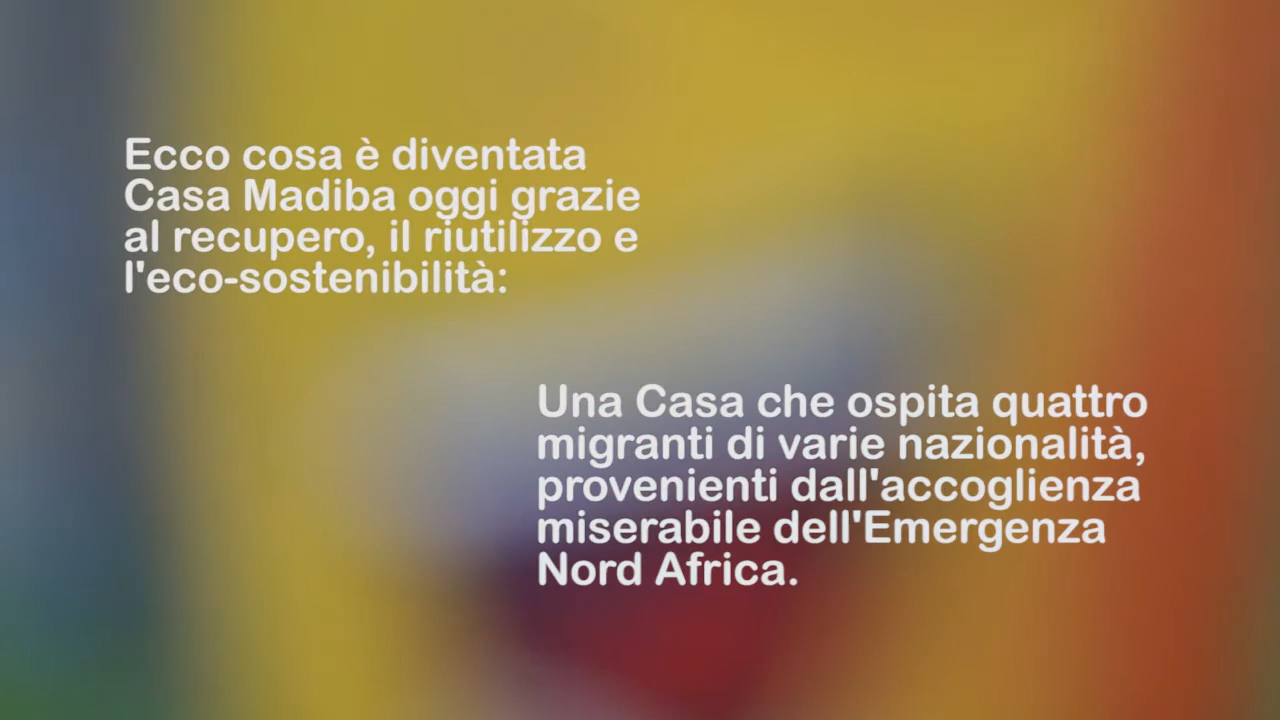 Ecco cosa è diventata
Casa Madiba oggi grazie
al recupero, il riutilizzo e
l'eco-sostenibilità:
Una Casa che ospita quattro
migranti di varie nazionalità,
provenienti dall'accoglienza
miserabile dell'Emergenza
Nord Africa.